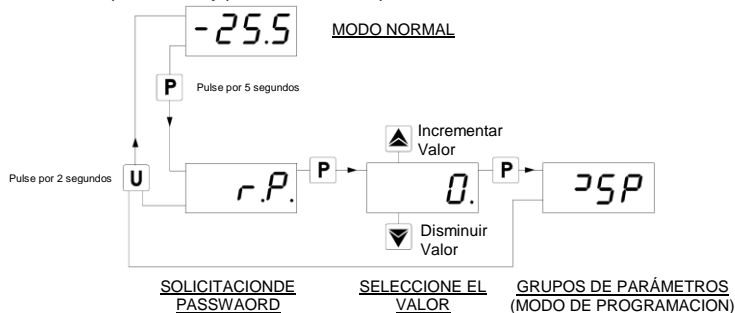 -25.5
MODO NORMAL
P
Pulse por 5 segundos
Pulse por 2 segundos
U
r.P.
P
Incrementar
Valor
0.
Disminuir
Valor
P
SOLICITACIONDE
PASSWAORD
SELECCIONE EL
VALOR
GRUPOS DE PARÁMETROS
(MODO DE PROGRAMACION)